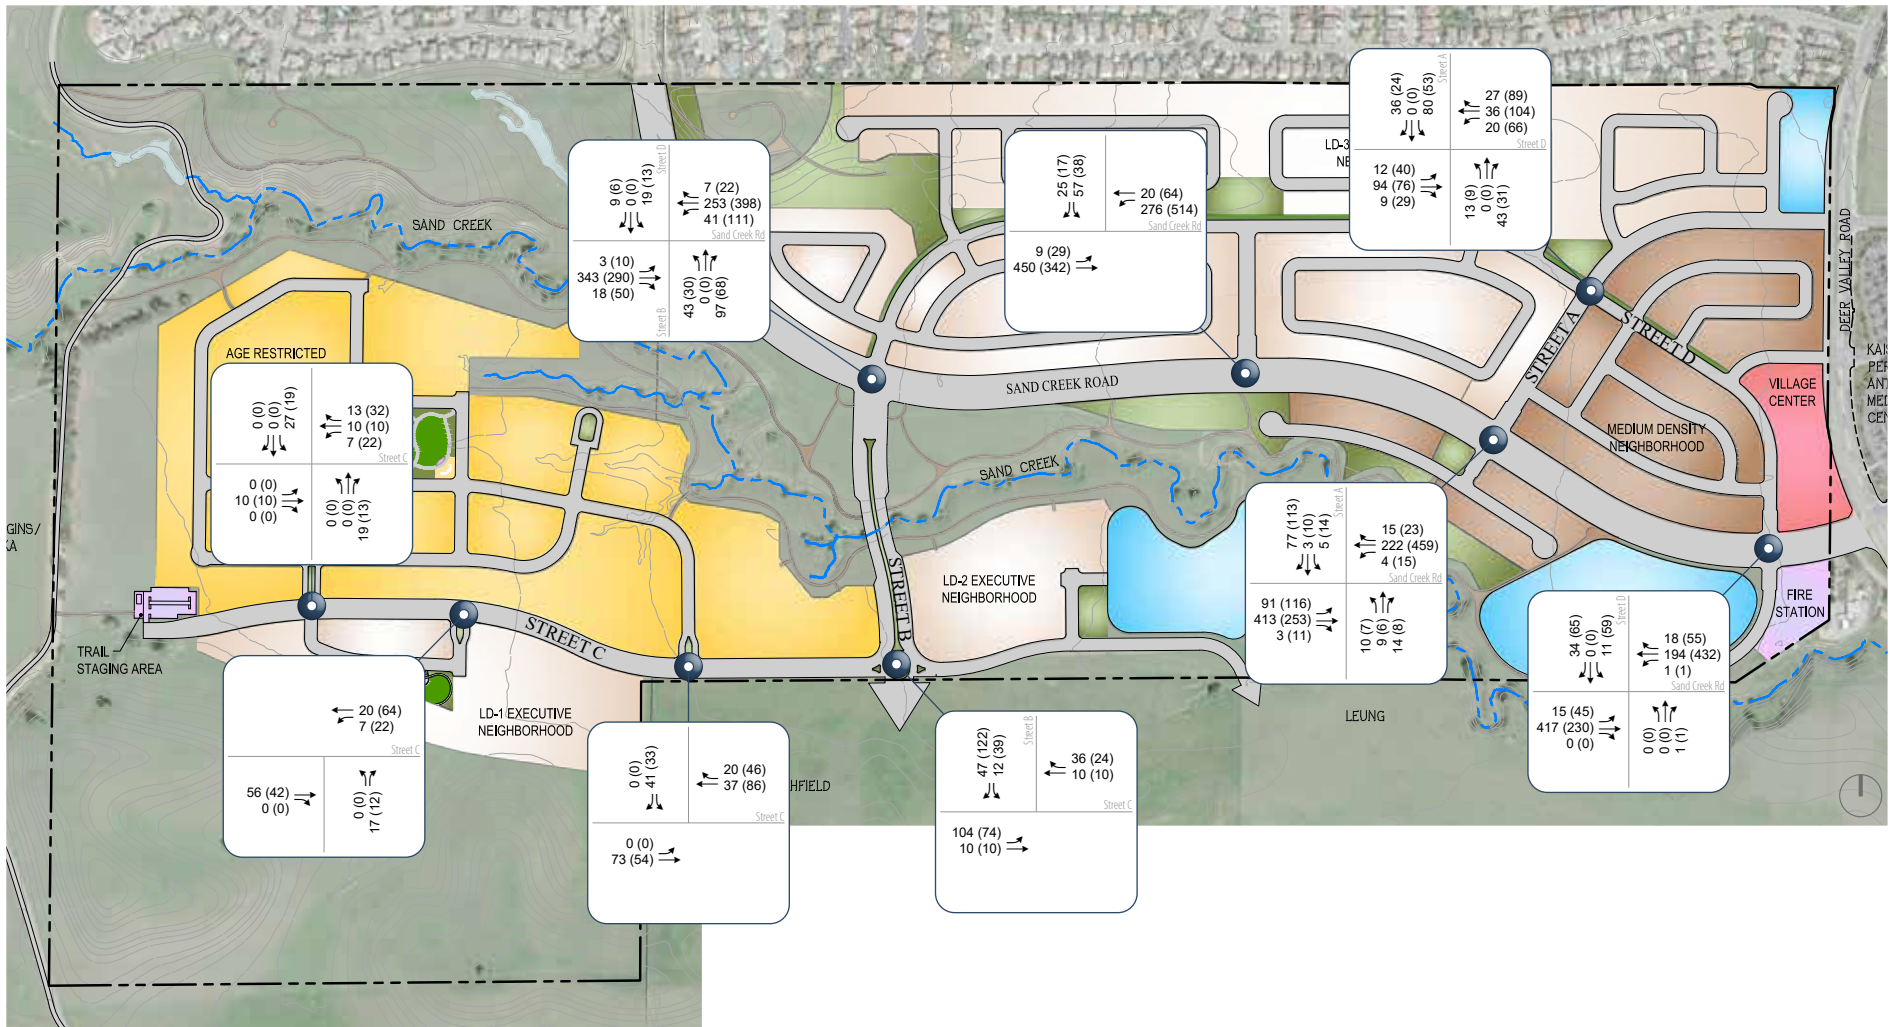 SAND CREEK
AGE RESTRICTED
SAND CREEK ROAD
SAND CREEK
STREET A
STREET D
STREET B
STREET C
DEER VALLEY ROAD
VILLAGE
CENTER
MEDIUM DENSITY
NEIGHBORHOOD
FIRE
STATION
LD-2 EXECUTIVE
NEIGHBORHOOD
LD-1 EXECUTIVE
NEIGHBORHOOD
TRAIL
STAGING AREA
LEUNG
HFIELD
GINS/
KA
LD-3
NE
KAIS
PER
ANT
MED
CEN
9 (6)
0 (0)
19 (13)
Street D
7 (22)
253 (398)
41 (111)
Sand Creek Rd
3 (10)
343 (290)
18 (50)
Street B
43 (30)
0 (0)
97 (68)
25 (17)
57 (38)
20 (64)
276 (514)
Sand Creek Rd
9 (29)
450 (342)
36 (24)
0 (0)
80 (53)
Street A
27 (89)
36 (104)
20 (66)
Street D
12 (40)
94 (76)
9 (29)
13 (9)
0 (0)
43 (31)
0 (0)
0 (0)
27 (19)
13 (32)
10 (10)
7 (22)
Street C
0 (0)
10 (10)
0 (0)
0 (0)
0 (0)
19 (13)
77 (113)
3 (10)
5 (14)
Street A
15 (23)
222 (459)
4 (15)
Sand Creek Rd
91 (116)
413 (253)
3 (11)
10 (7)
9 (6)
14 (8)
34 (65)
0 (0)
11 (59)
Street D
18 (55)
194 (432)
1 (1)
Sand Creek Rd
15 (45)
417 (230)
0 (0)
0 (0)
0 (0)
1 (1)
20 (64)
7 (22)
Street C
56 (42)
0 (0)
0 (0)
17 (12)
0 (0)
41 (33)
20 (46)
37 (86)
Street C
0 (0)
73 (54)
47 (122)
12 (39)
Street B
36 (24)
10 (10)
Street C
104 (74)
10 (10)